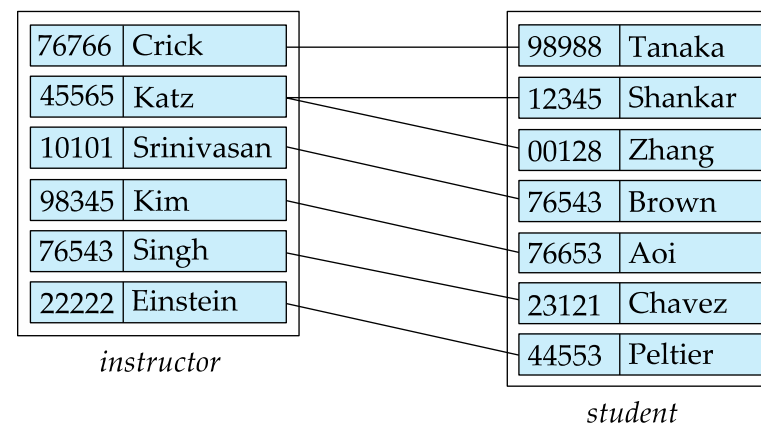 76766 Crick
45565 Katz
10101 Srinivasan
98345 Kim
76543 Singh
22222 Einstein
instructor
98988 Tanaka
12345 Shankar
00128 Zhang
76543 Brown
76653 Aoi
23121 Chavez
44553 Peltier
student